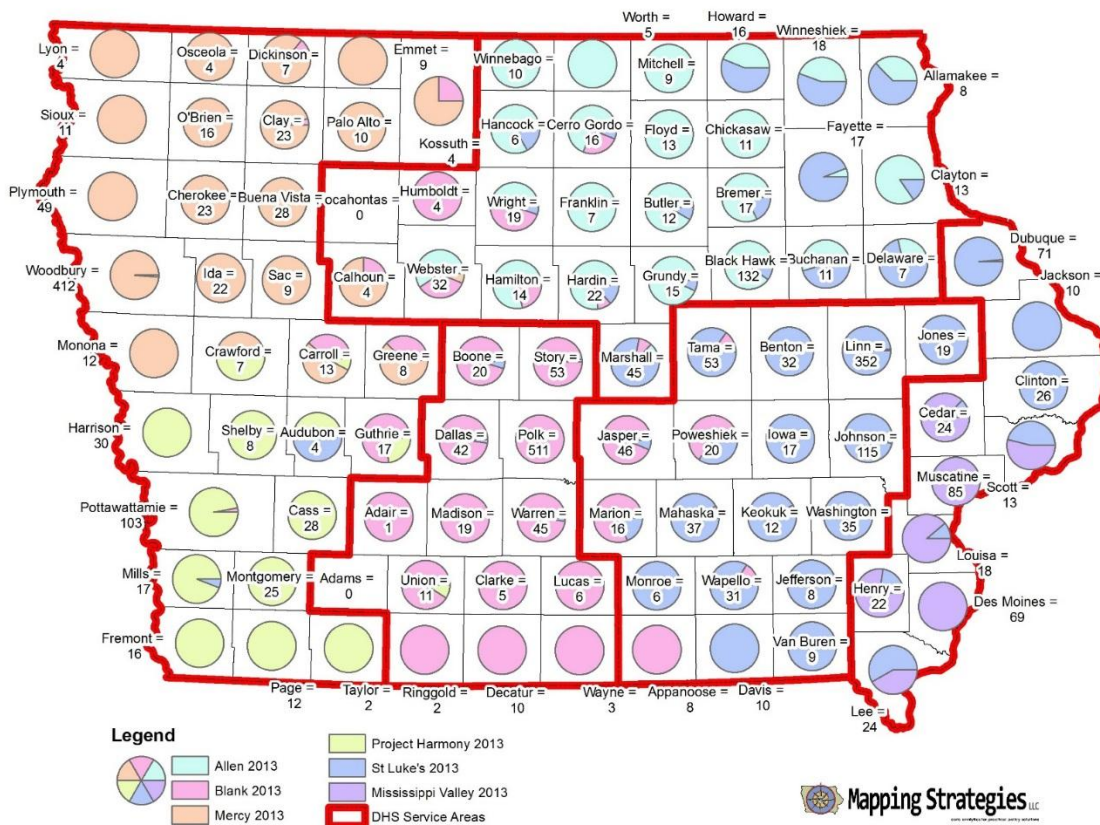 Worth =
5
Howard =
16
Winneshiek =
18
Lyon =
4
Osceola =
4
Dickinson =
7
Emmet =
9
Winnebago =
10
Mitchell =
9
Allamakee =
8
Sioux =
11
O'Brien =
16
Clay =
23
Palo Alto =
10
Kossuth =
4
Hancock =
6
Cerro Gordo =
16
Floyd =
13
Chickasaw =
11
Fayette =
17
Clayton =
13
Plymouth =
49
Cherokee =
23
Buena Vista =
28
ocahontas =
0
Humboldt =
4
Wright =
19
Franklin =
7
Butler =
12
Bremer =
17
Woodbury =
412
Ida =
22
Sac =
9
Calhoun =
4
Webster =
32
Hamilton =
14
Hardin =
22
Grundy =
15
Black Hawk =
132
Buchanan =
11
Delaware =
7
Dubuque =
71
Jackson =
10
Monona =
12
Crawford =
7
Carroll =
13
Greene =
8
Boone =
20
Story =
53
Marshall =
45
Tama =
53
Benton =
32
Linn =
352
Jones =
19
Clinton =
26
Harrison =
30
Shelby =
8
Audubon =
4
Guthrie =
17
Dallas =
42
Polk =
511
Jasper =
46
Poweshiek =
20
Iowa =
17
Johnson =
115
Cedar =
24
Scott =
13
Muscatine =
85
Pottawattamie =
103
Cass =
28
Adair =
1
Madison =
19
Warren =
45
Marion =
16
Mahaska =
37
Keokuk =
12
Washington =
35
Louisa =
18
Mills =
17
Montgomery =
25
Adams =
0
Union =
11
Clarke =
5
Lucas =
6
Monroe =
6
Wapello =
31
Jefferson =
8
Henry =
22
Des Moines =
69
Fremont =
16
Page =
12
Taylor =
2
Ringgold =
2
Decatur =
10
Wayne =
3
Appanoose =
8
Davis =
10
Van Buren =
9
Lee =
24
Legend
Allen 2013
Blank 2013
Mercy 2013
Project Harmony 2013
St Luke's 2013
Mississippi Valley 2013
DHS Service Areas
Mapping Strategies LLC